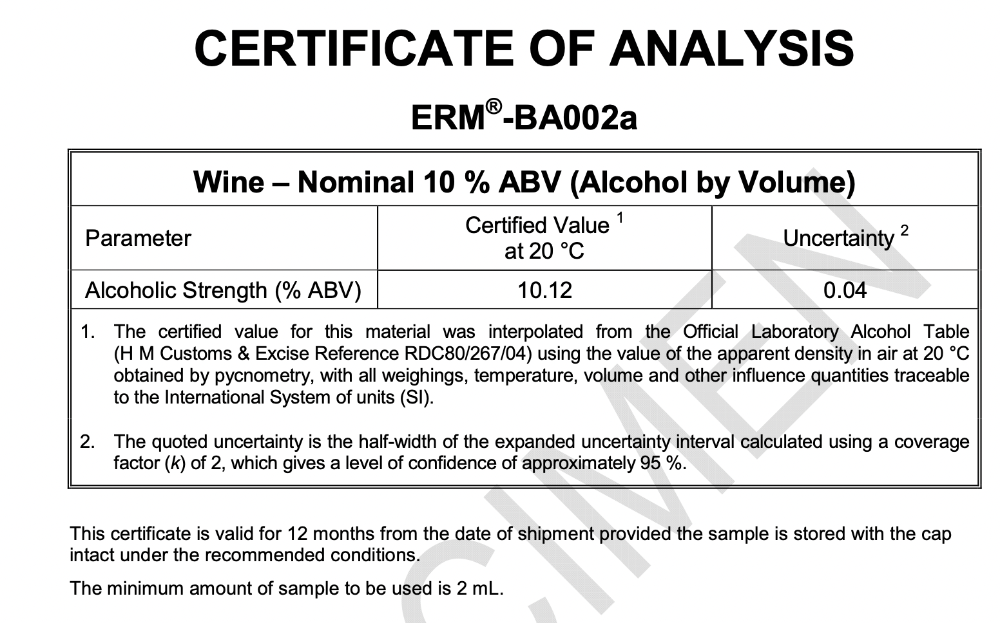 CERTIFICATE OF ANALYSIS
ERM®-BA002a
Wine – Nominal 10 % ABV (Alcohol by Volume)
Parameter
Certified Value 1
at 20 °C
Uncertainty 2
Alcoholic Strength (% ABV)
10.12
0.04
1. The certified value for this material was interpolated from the Official Laboratory Alcohol Table
(H M Customs & Excise Reference RDC80/267/04) using the value of the apparent density in air at 20 °C
obtained by pycnometry, with all weighings, temperature, volume and other influence quantities traceable
to the International System of units (SI).
2. The quoted uncertainty is the half-width of the expanded uncertainty interval calculated using a coverage
factor (k) of 2, which gives a level of confidence of approximately 95 %.
This certificate is valid for 12 months from the date of shipment provided the sample is stored with the cap
intact under the recommended conditions.
The minimum amount of sample to be used is 2 mL.
CIMEN